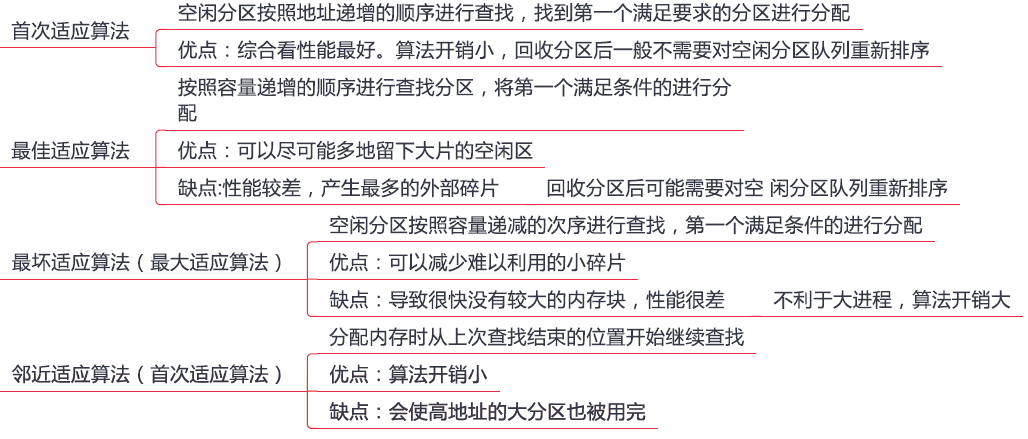 首次适应算法
空闲分区按照地址递增的顺序进行查找，找到第一个满足要求的分区进行分配
优点：综合看性能最好。算法开销小，回收分区后一般不需要对空闲分区队列重新排序
最佳适应算法
按照容量递增的顺序进行查找分区，将第一个满足条件的进行分
配
优点：可以尽可能多地留下大片的空闲区
缺点:性能较差，产生最多的外部碎片
回收分区后可能需要对空 闲分区队列重新排序
最坏适应算法（最大适应算法）
空闲分区按照容量递减的次序进行查找，第一个满足条件的进行分配
优点：可以减少难以利用的小碎片
缺点：导致很快没有较大的内存块，性能很差
不利于大进程，算法开销大
邻近适应算法（首次适应算法）
分配内存时从上次查找结束的位置开始继续查找
优点：算法开销小
缺点：会使高地址的大分区也被用完